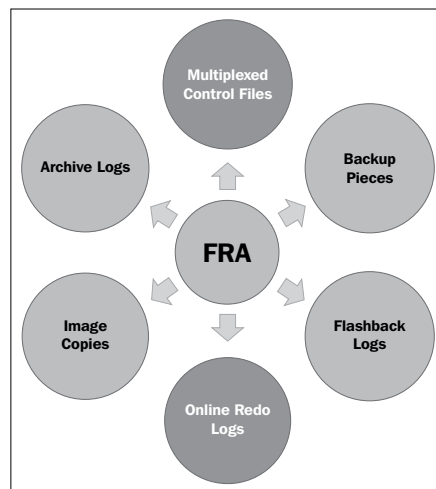 Multiplexed
Control Files
Archive Logs
Backup
Pieces
FRA
Image
Copies
Flashback
Logs
Online Redo
Logs